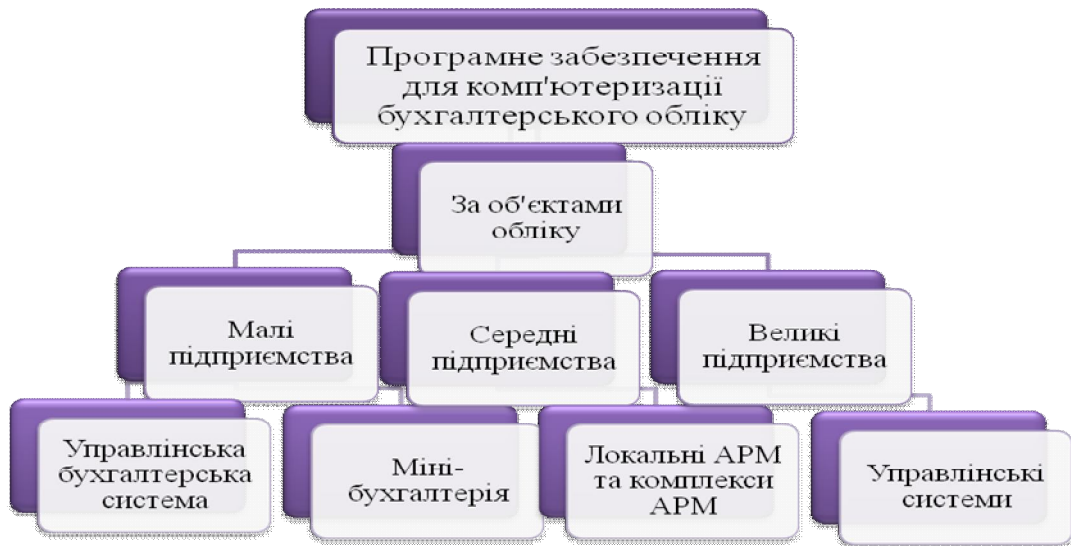 Програмне забезпечення
для комп'ютеризації
бухгалтерського обліку
За об'єктами
обліку
Малі
підприємства
Середні
підприємства
Великі
підприємства
Управлінська
бухгалтерська
система
Міні-
бухгалтерія
Локальні АРМ
та комплекси
АРМ
Управлінські
системи